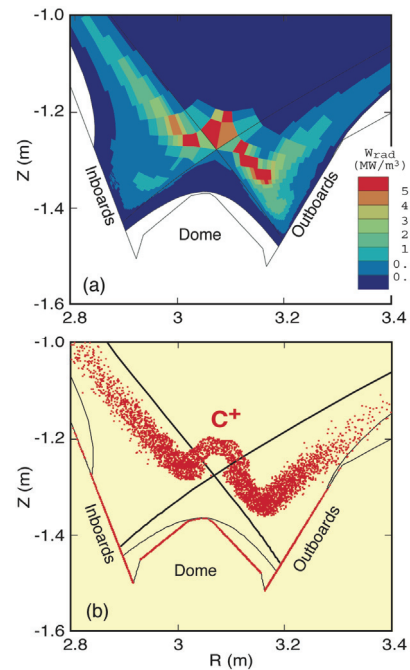 (a)
-1.0
-1.2
-1.4
-1.6
Z (m)
Inboards
Dome
Outboards
Wrad
(MW/m³)
5
4
3
2
1
0.
0.
2.8
3
3.2
3.4
(b)
-1.0
-1.2
-1.4
-1.6
Z (m)
C⁺
Inboards
Dome
Outboards
2.8
3
3.2
3.4
R (m)